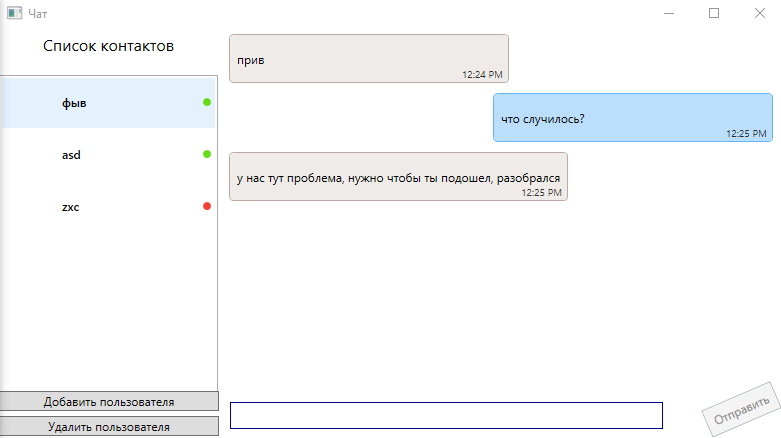 Чат
Список контактов
фыв
asd
zxc
Добавить пользователя
Удалить пользователя
прив
12:24 PM
что случилось?
12:25 PM
у нас тут проблема, нужно чтобы ты подошел, разобрался
12:25 PM
Отправить